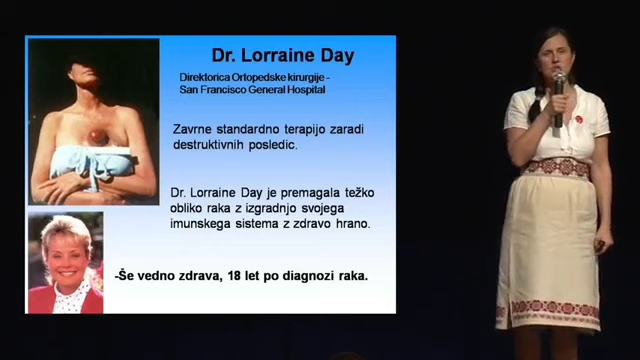 Dr. Lorraine Day
Direktorica Ortopedske kirurgije -
San Francisco General Hospital
Zavrne standardno terapijo zaradi
destruktivnih posledic.
Dr. Lorraine Day je premagala težko
obliko raka z izgradnjo svojega
imunskega sistema z zdravo hrano.
-Še vedno zdrava, 18 let po diagnozi raka.